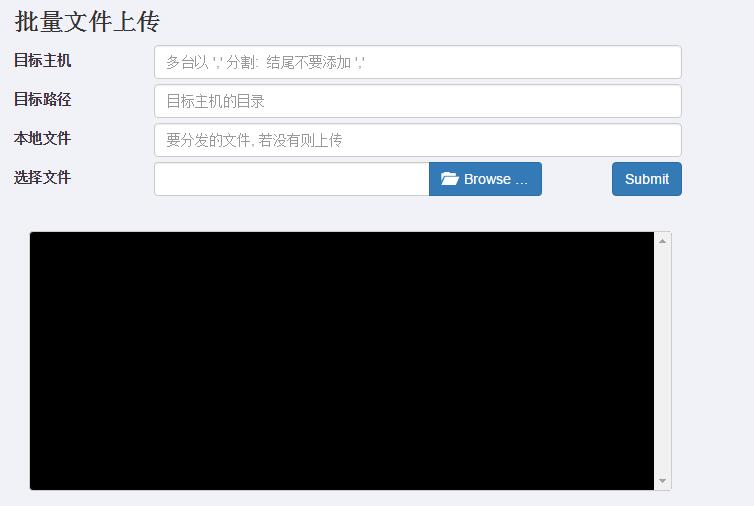 批量文件上传
目标主机 多台以 ',' 分割: 结尾不要添加 ','
目标路径 目标主机的目录
本地文件 要分发的文件, 若没有则上传
选择文件 Browse ... Submit